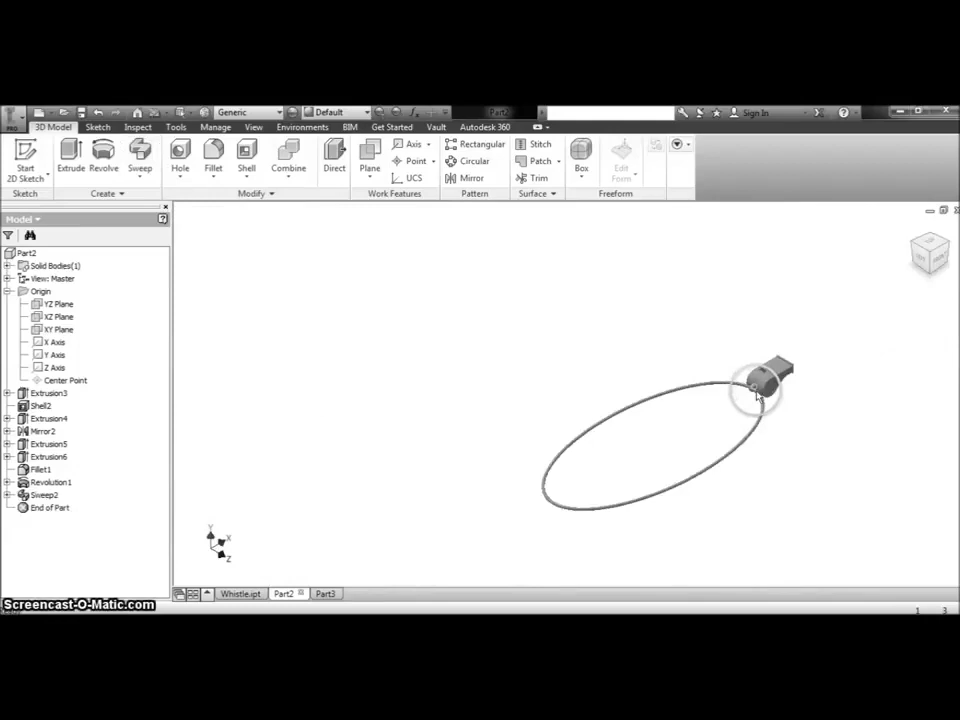 Generic Default Part2 Sign In
PRO 3D Model Sketch Inspect Tools Manage View Environments BIM Get Started Vault Autodesk 360
Axis Rectangular Stitch
Point Circular Patch
Start 2D Sketch Extrude Revolve Sweep Hole Fillet Shell Combine Direct Plane Box Edit Form
UCS Mirror Trim
Sketch Create Modify Work Features Pattern Surface Freeform
Model
Part2
Solid Bodies(1)
View: Master
Origin
YZ Plane
XZ Plane
XY Plane
X Axis
Y Axis
Z Axis
Center Point
Extrusion3
Shell2
Extrusion4
Mirror2
Extrusion5
Extrusion6
Fillet1
Revolution1
Sweep2
End of Part
Y
X
Z
Whistle.ipt Part2 Part3
Screencast-O-Matic.com
1 3